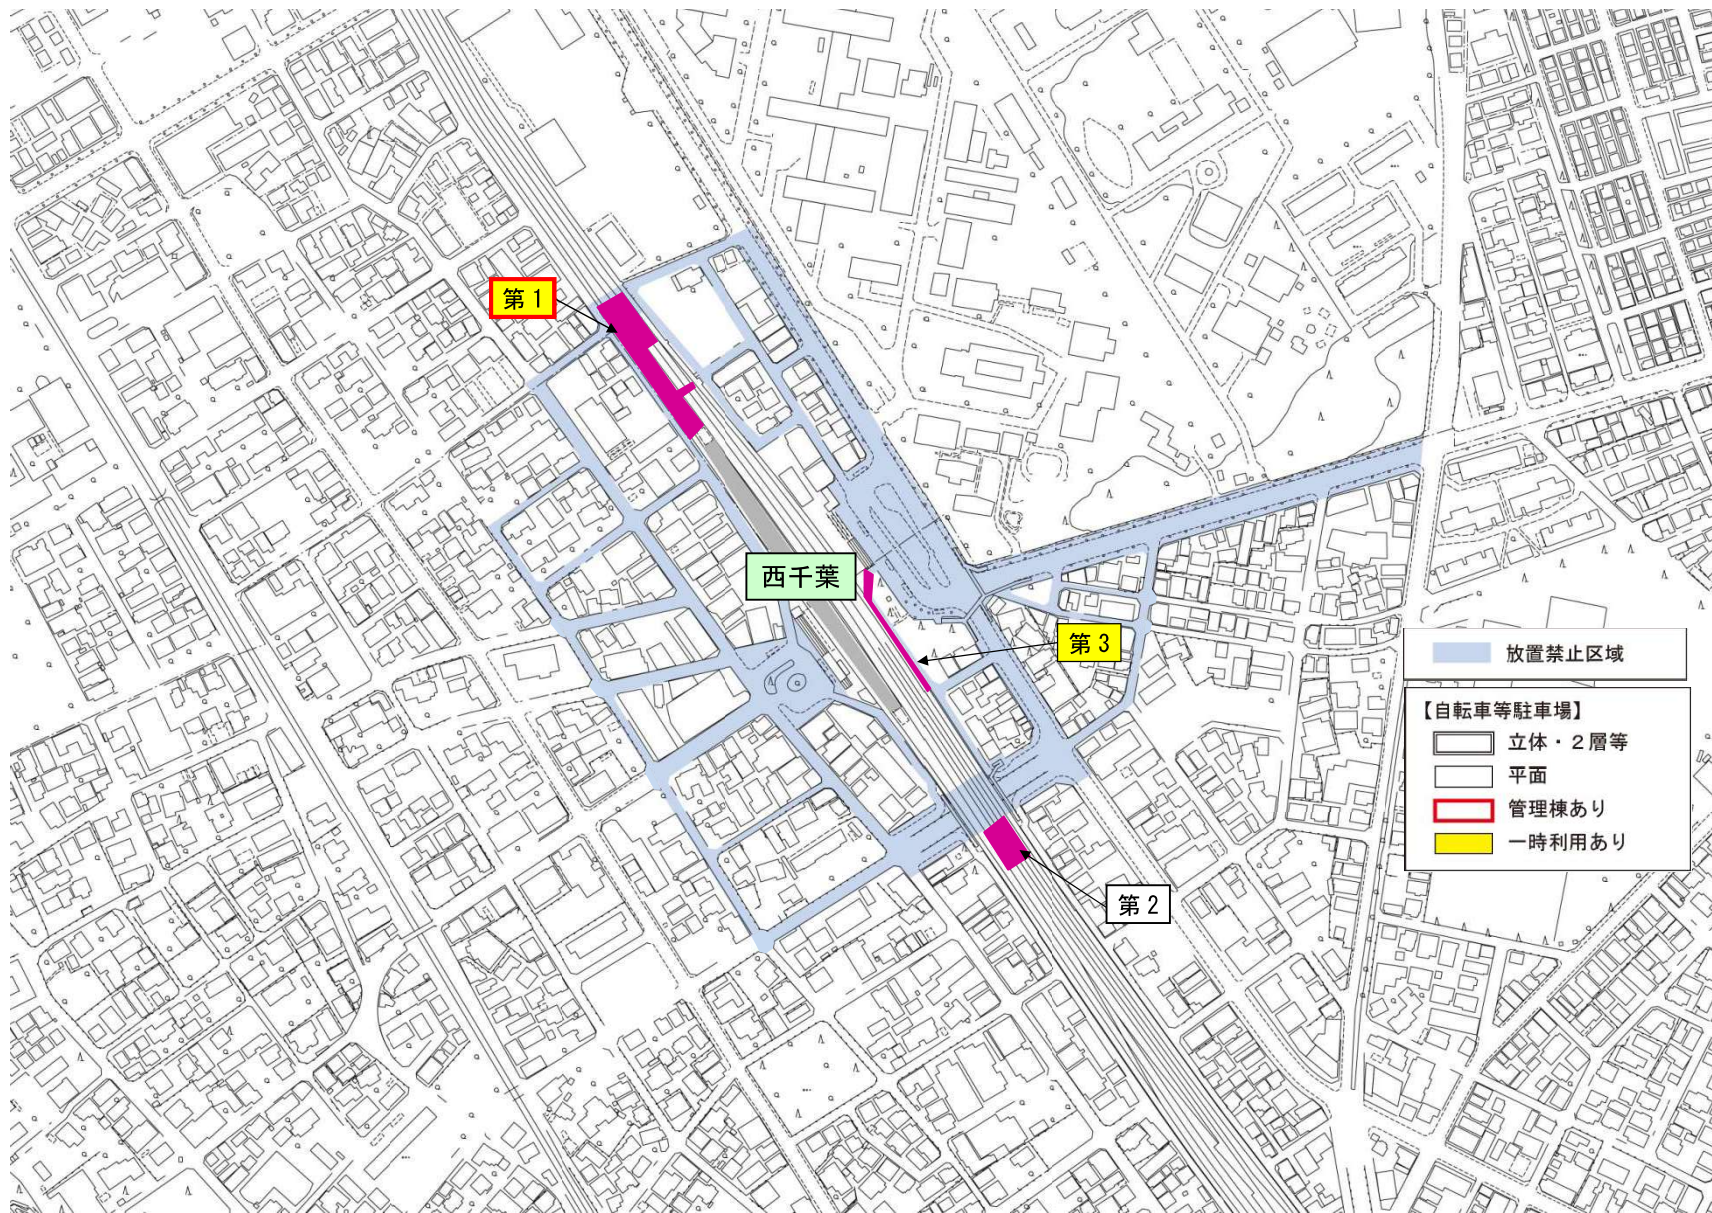 第1
西千葉
第3
第2
放置禁止区域
【自転車等駐車場】
立体・2層等
平面
管理棟あり
一時利用あり